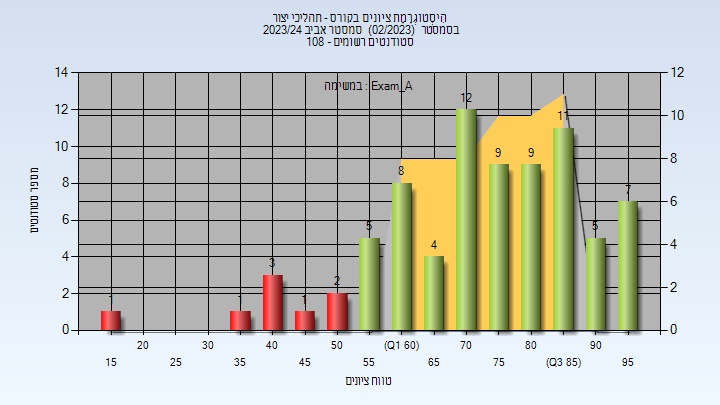 היסטוגרמת ציונים בקורס - תהליכי יצור
בסמסטר (02/2023) סמסטר אביב 2023/24
סטודנטים רשומים - 108
במשימה : Exam_A
14 12 10 8 6 4 2 0
12 10 8 6 4 2 0
מספר סטודנטים
1 1 3 1 2 5 8 4 12 9 9 11 5 7
20 30 40 50 (Q1 60) 70 80 90
15 25 35 45 55 65 75 (Q3 85) 95
טווח ציונים